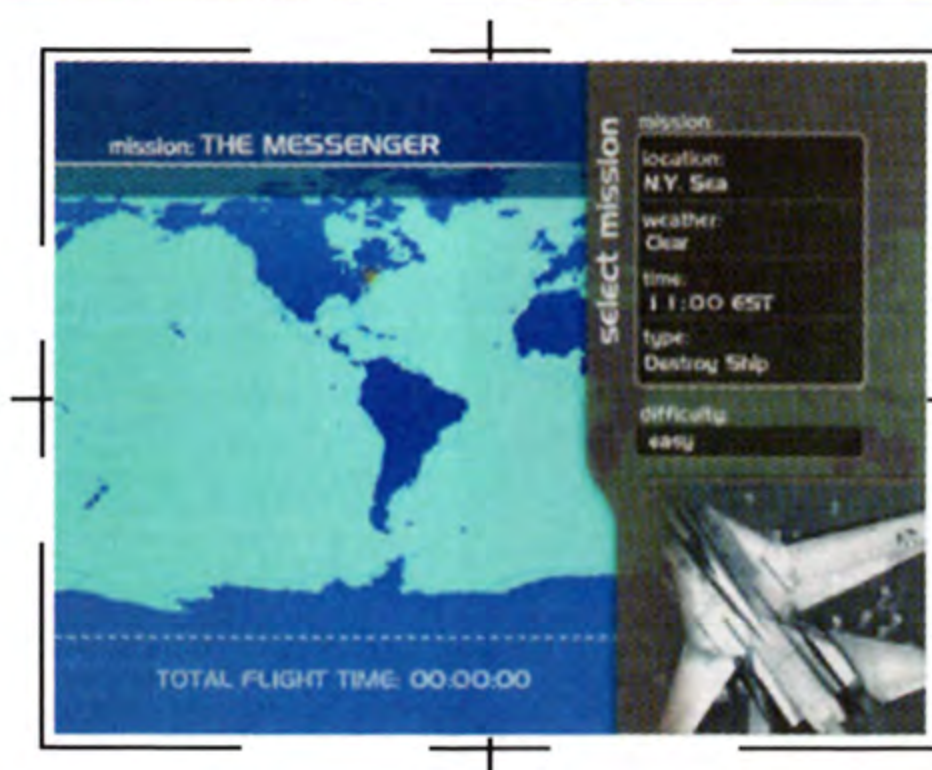 mission: THE MESSENGER
select mission
mission:
location:
N.Y. Sea
weather:
Clear
time:
11:00 EST
type:
Destroy Ship
difficulty:
easy
TOTAL FLIGHT TIME: 00:00:00